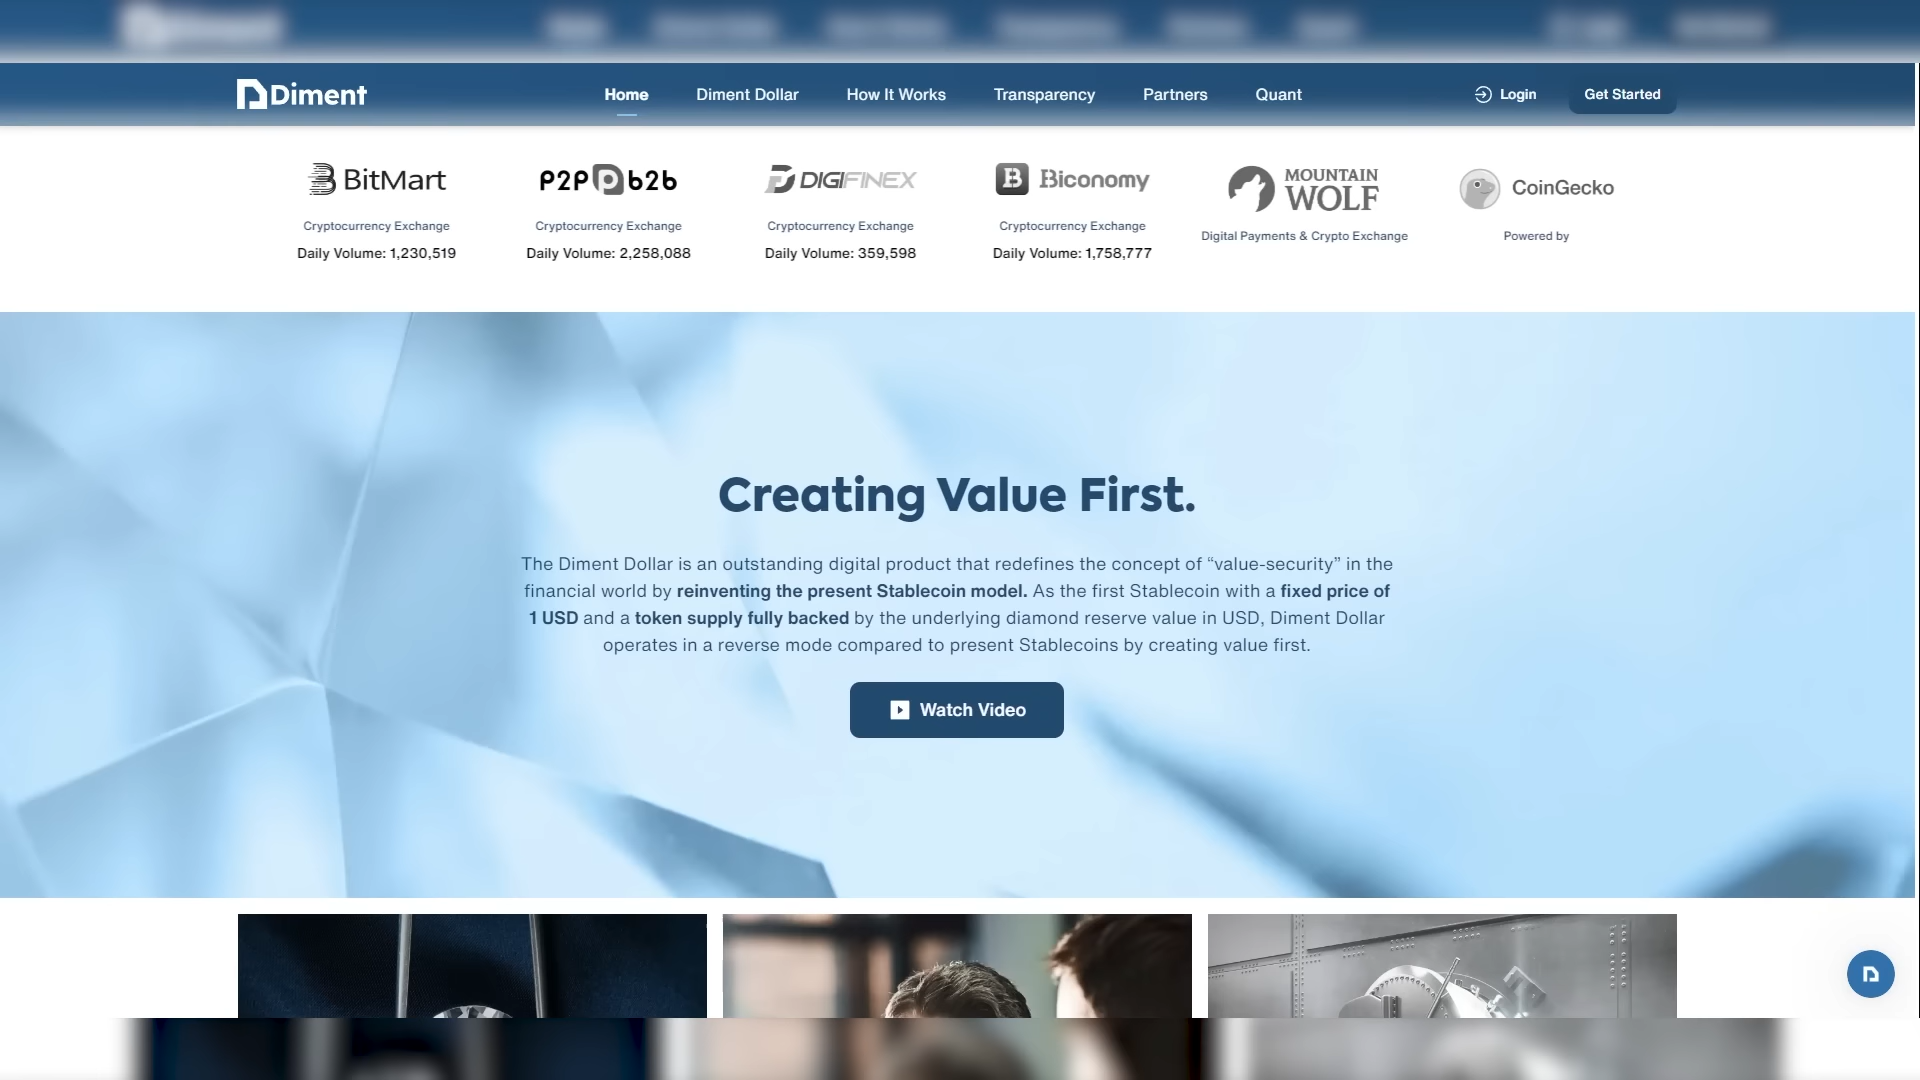 Diment
Home
Diment Dollar
How It Works
Transparency
Partners
Quant
Login
Get Started
BitMart
Cryptocurrency Exchange
Daily Volume: 1,230,519
P2P b2b
Cryptocurrency Exchange
Daily Volume: 2,258,088
DIGIFINEX
Cryptocurrency Exchange
Daily Volume: 359,598
Biconomy
Cryptocurrency Exchange
Daily Volume: 1,758,777
MOUNTAIN
WOLF
Digital Payments & Crypto Exchange
CoinGecko
Powered by
Creating Value First.
The Diment Dollar is an outstanding digital product that redefines the concept of “value-security” in the
financial world by reinventing the present Stablecoin model. As the first Stablecoin with a fixed price of
1 USD and a token supply fully backed by the underlying diamond reserve value in USD, Diment Dollar
operates in a reverse mode compared to present Stablecoins by creating value first.
Watch Video